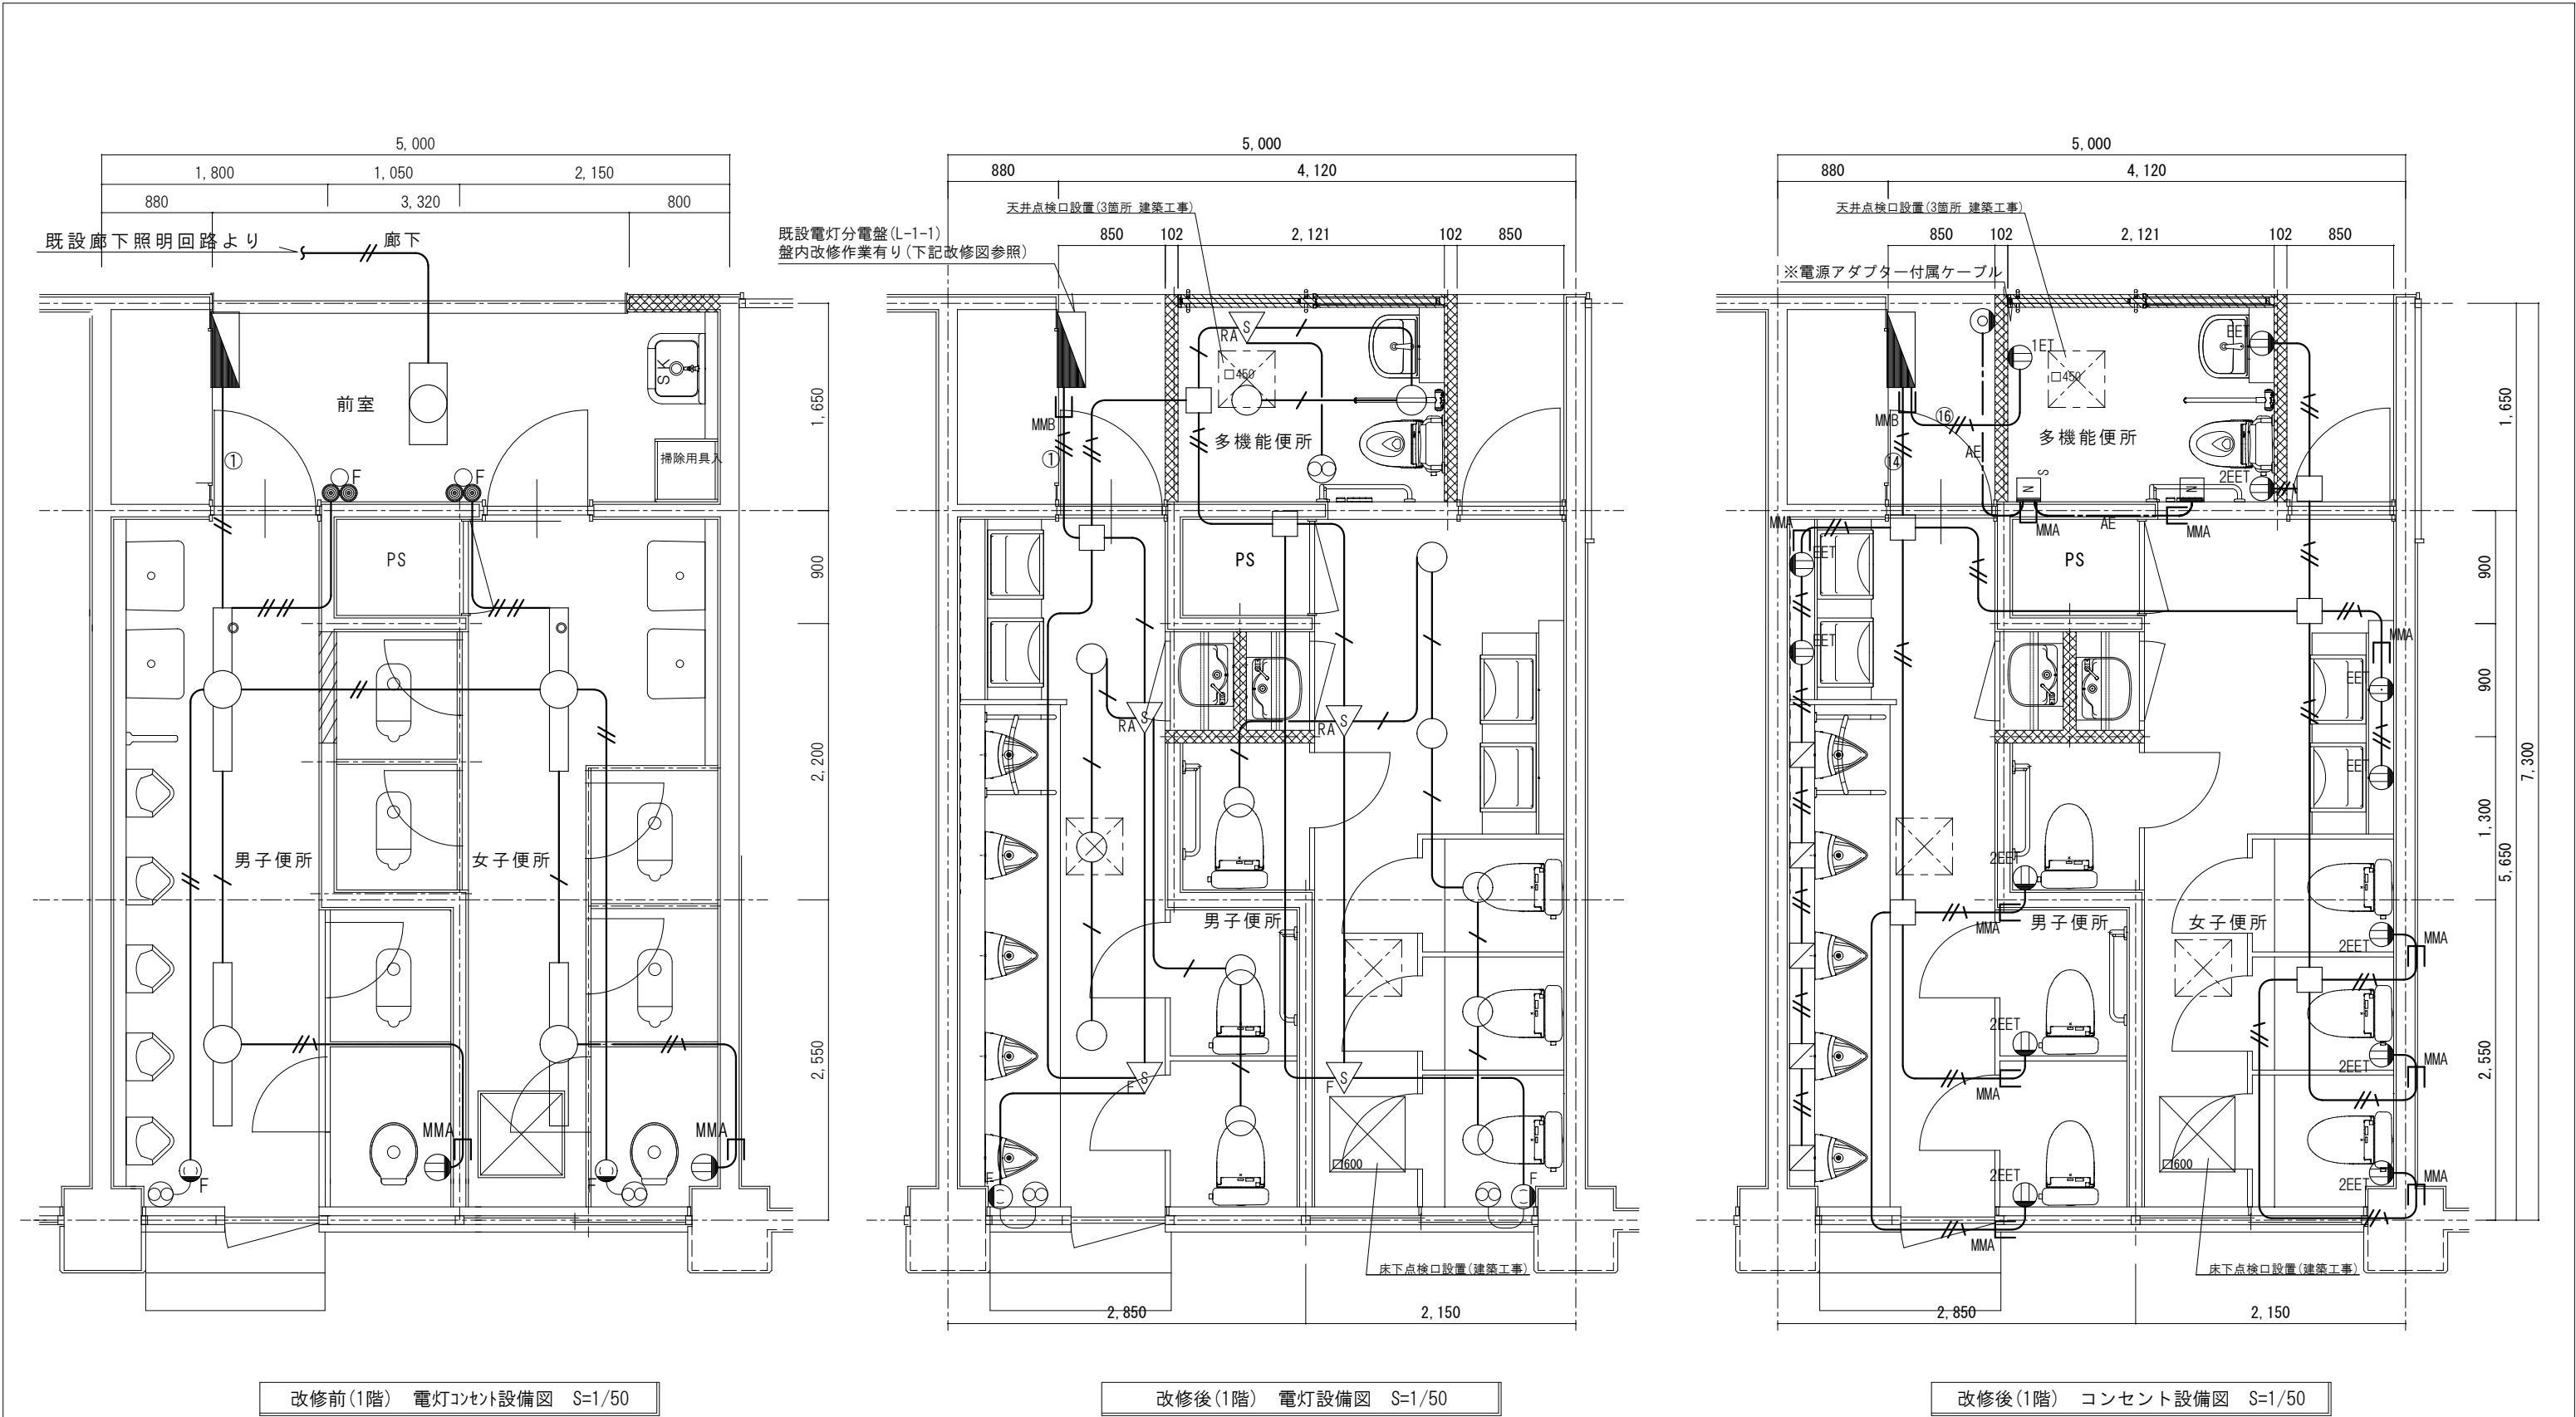 5,000
1,800
1,050
2,150
880
3,320
800
既設廊下照明回路より
廊下
前室
SK
掃除用具入
①
F
F
PS
男子便所
女子便所
MMA
MMA
F
F
1,650
900
2,200
2,550
改修前(1階) 電灯コンセント設備図 S=1/50
5,000
880
4,120
天井点検口設置(3箇所 建築工事)
既設電灯分電盤(L-1-1)
盤内改修作業有り(下記改修図参照)
850
102
2,121
102
850
S
RA
□450
MMB
多機能便所
①
PS
S
RA
S
RA
男子便所
S
F
S
F
□600
F
F
床下点検口設置(建築工事)
2,850
2,150
改修後(1階) 電灯設備図 S=1/50
5,000
880
4,120
天井点検口設置(3箇所 建築工事)
850
102
2,121
102
850
※電源アダプター付属ケーブル
EET
1ET
□450
MMB
⑯
多機能便所
AE
⑭
S
N
N
2EET
MMA
MMA
AE
MMA
EET
PS
EET
MMA
EET
EET
2EET
MMA
男子便所
女子便所
2EET
MMA
2EET
MMA
2EET
MMA
MMA
2EET
□600
2EET
MMA
2EET
MMA
床下点検口設置(建築工事)
2,850
2,150
1,650
900
900
1,300
2,550
5,650
7,300
改修後(1階) コンセント設備図 S=1/50